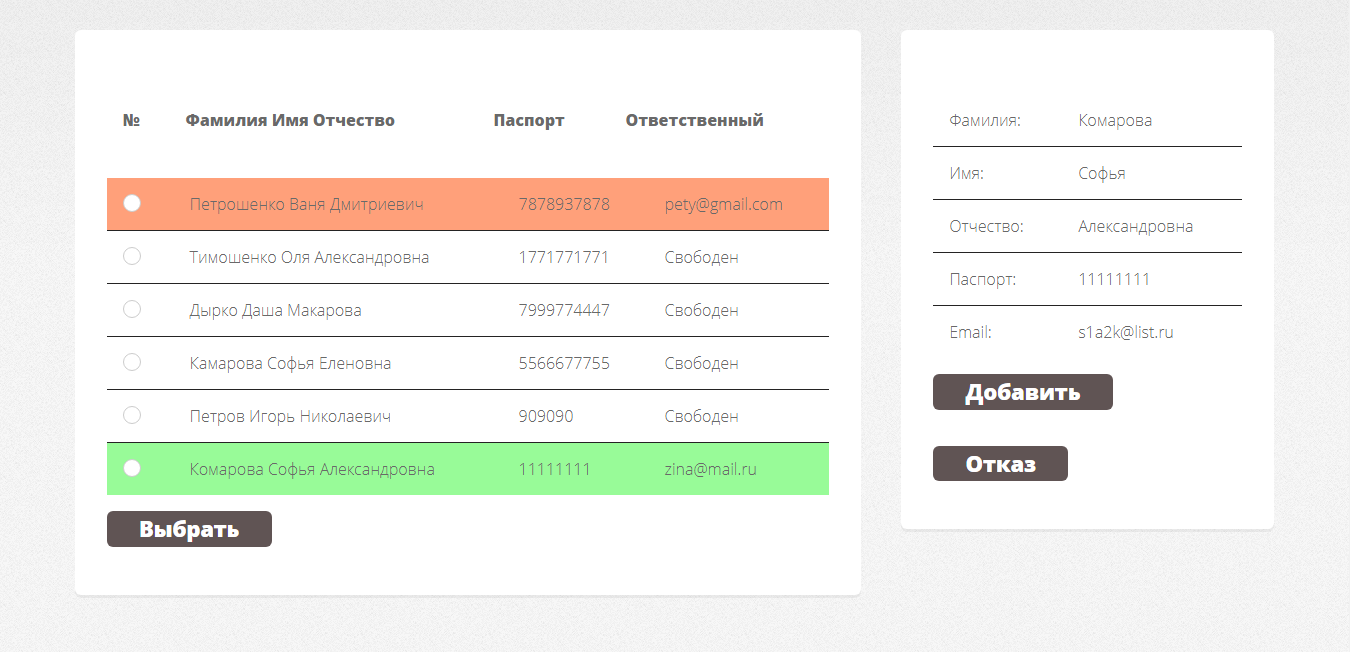 № Фамилия Имя Отчество Паспорт Ответственный
Петрошенко Ваня Дмитриевич 7878937878 pety@gmail.com
Тимошенко Оля Александровна 1771771771 Свободен
Дырко Даша Макарова 7999774447 Свободен
Камарова Софья Еленовна 5566677755 Свободен
Петров Игорь Николаевич 909090 Свободен
Комарова Софья Александровна 11111111 zina@mail.ru
Выбрать
Фамилия: Комарова
Имя: Софья
Отчество: Александровна
Паспорт: 11111111
Email: s1a2k@list.ru
Добавить
Отказ